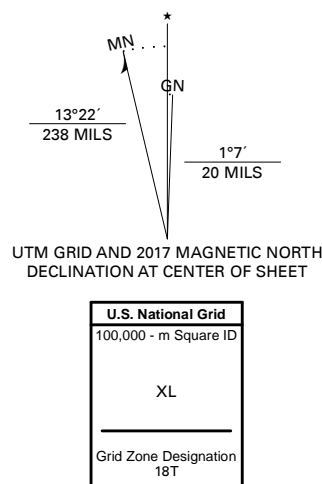 ★
MN
GN
13°22´
238 MILS
1°7´
20 MILS
UTM GRID AND 2017 MAGNETIC NORTH
DECLINATION AT CENTER OF SHEET
U.S. National Grid
100,000 - m Square ID
XL
Grid Zone Designation
18T